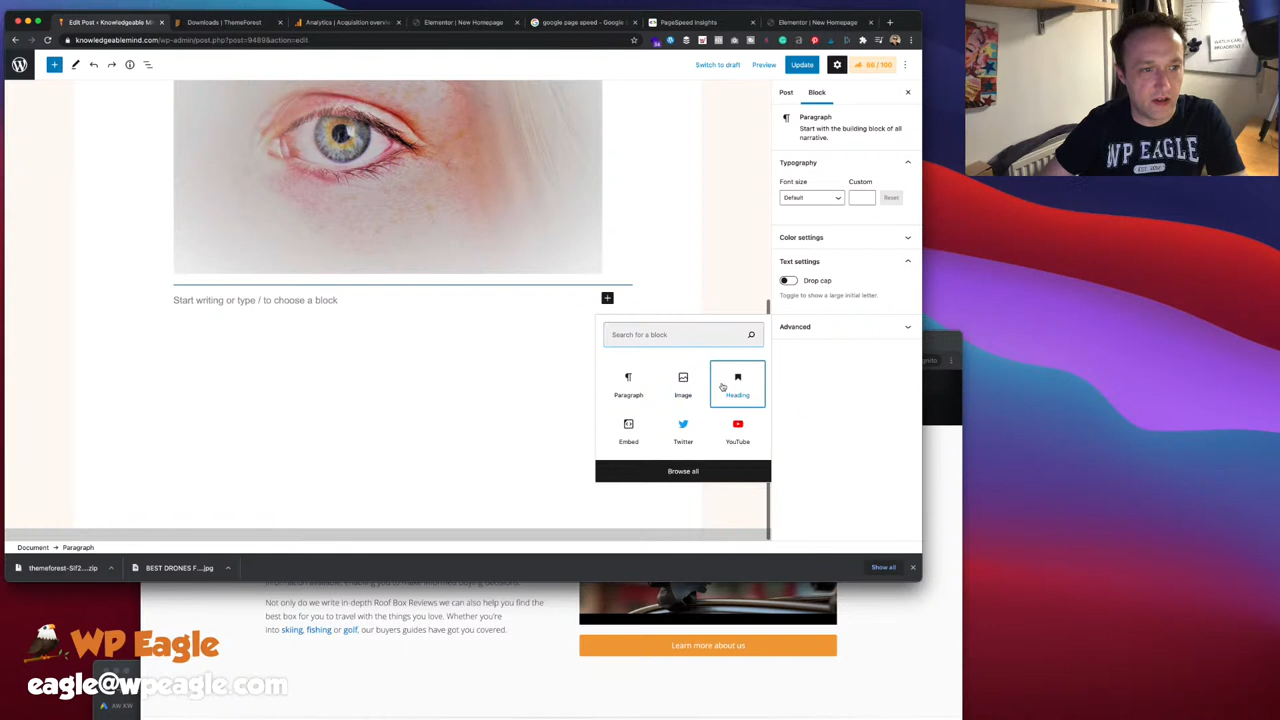 Edit Post ‹ Knowledgeable Mi
Downloads | ThemeForest
Analytics | Acquisition overvie
Elementor | New Homepage
google page speed - Google S
PageSpeed Insights
Elementor | New Homepage
knowledgeablemind.com/wp-admin/post.php?post=9489&action=edit
Switch to draft
Preview
Update
66 / 100
Post
Block
Paragraph
Start with the building block of all
narrative.
Typography
Font size
Custom
Default
Reset
Color settings
Text settings
Drop cap
Toggle to show a large initial letter.
Advanced
Start writing or type / to choose a block
Search for a block
Paragraph
Image
Heading
Embed
Twitter
YouTube
Browse all
Document → Paragraph
themeforest-Sif2....zip
BEST DRONES F....jpg
Show all
Not only do we write in-depth Roof Box Reviews we can also help you find the
best box for you to travel with the things you love. Whether you're
into skiing, fishing or golf, our buyers guides have got you covered.
Learn more about us
WP Eagle
eagle@wpeagle.com
AW KW
WP EAGLE